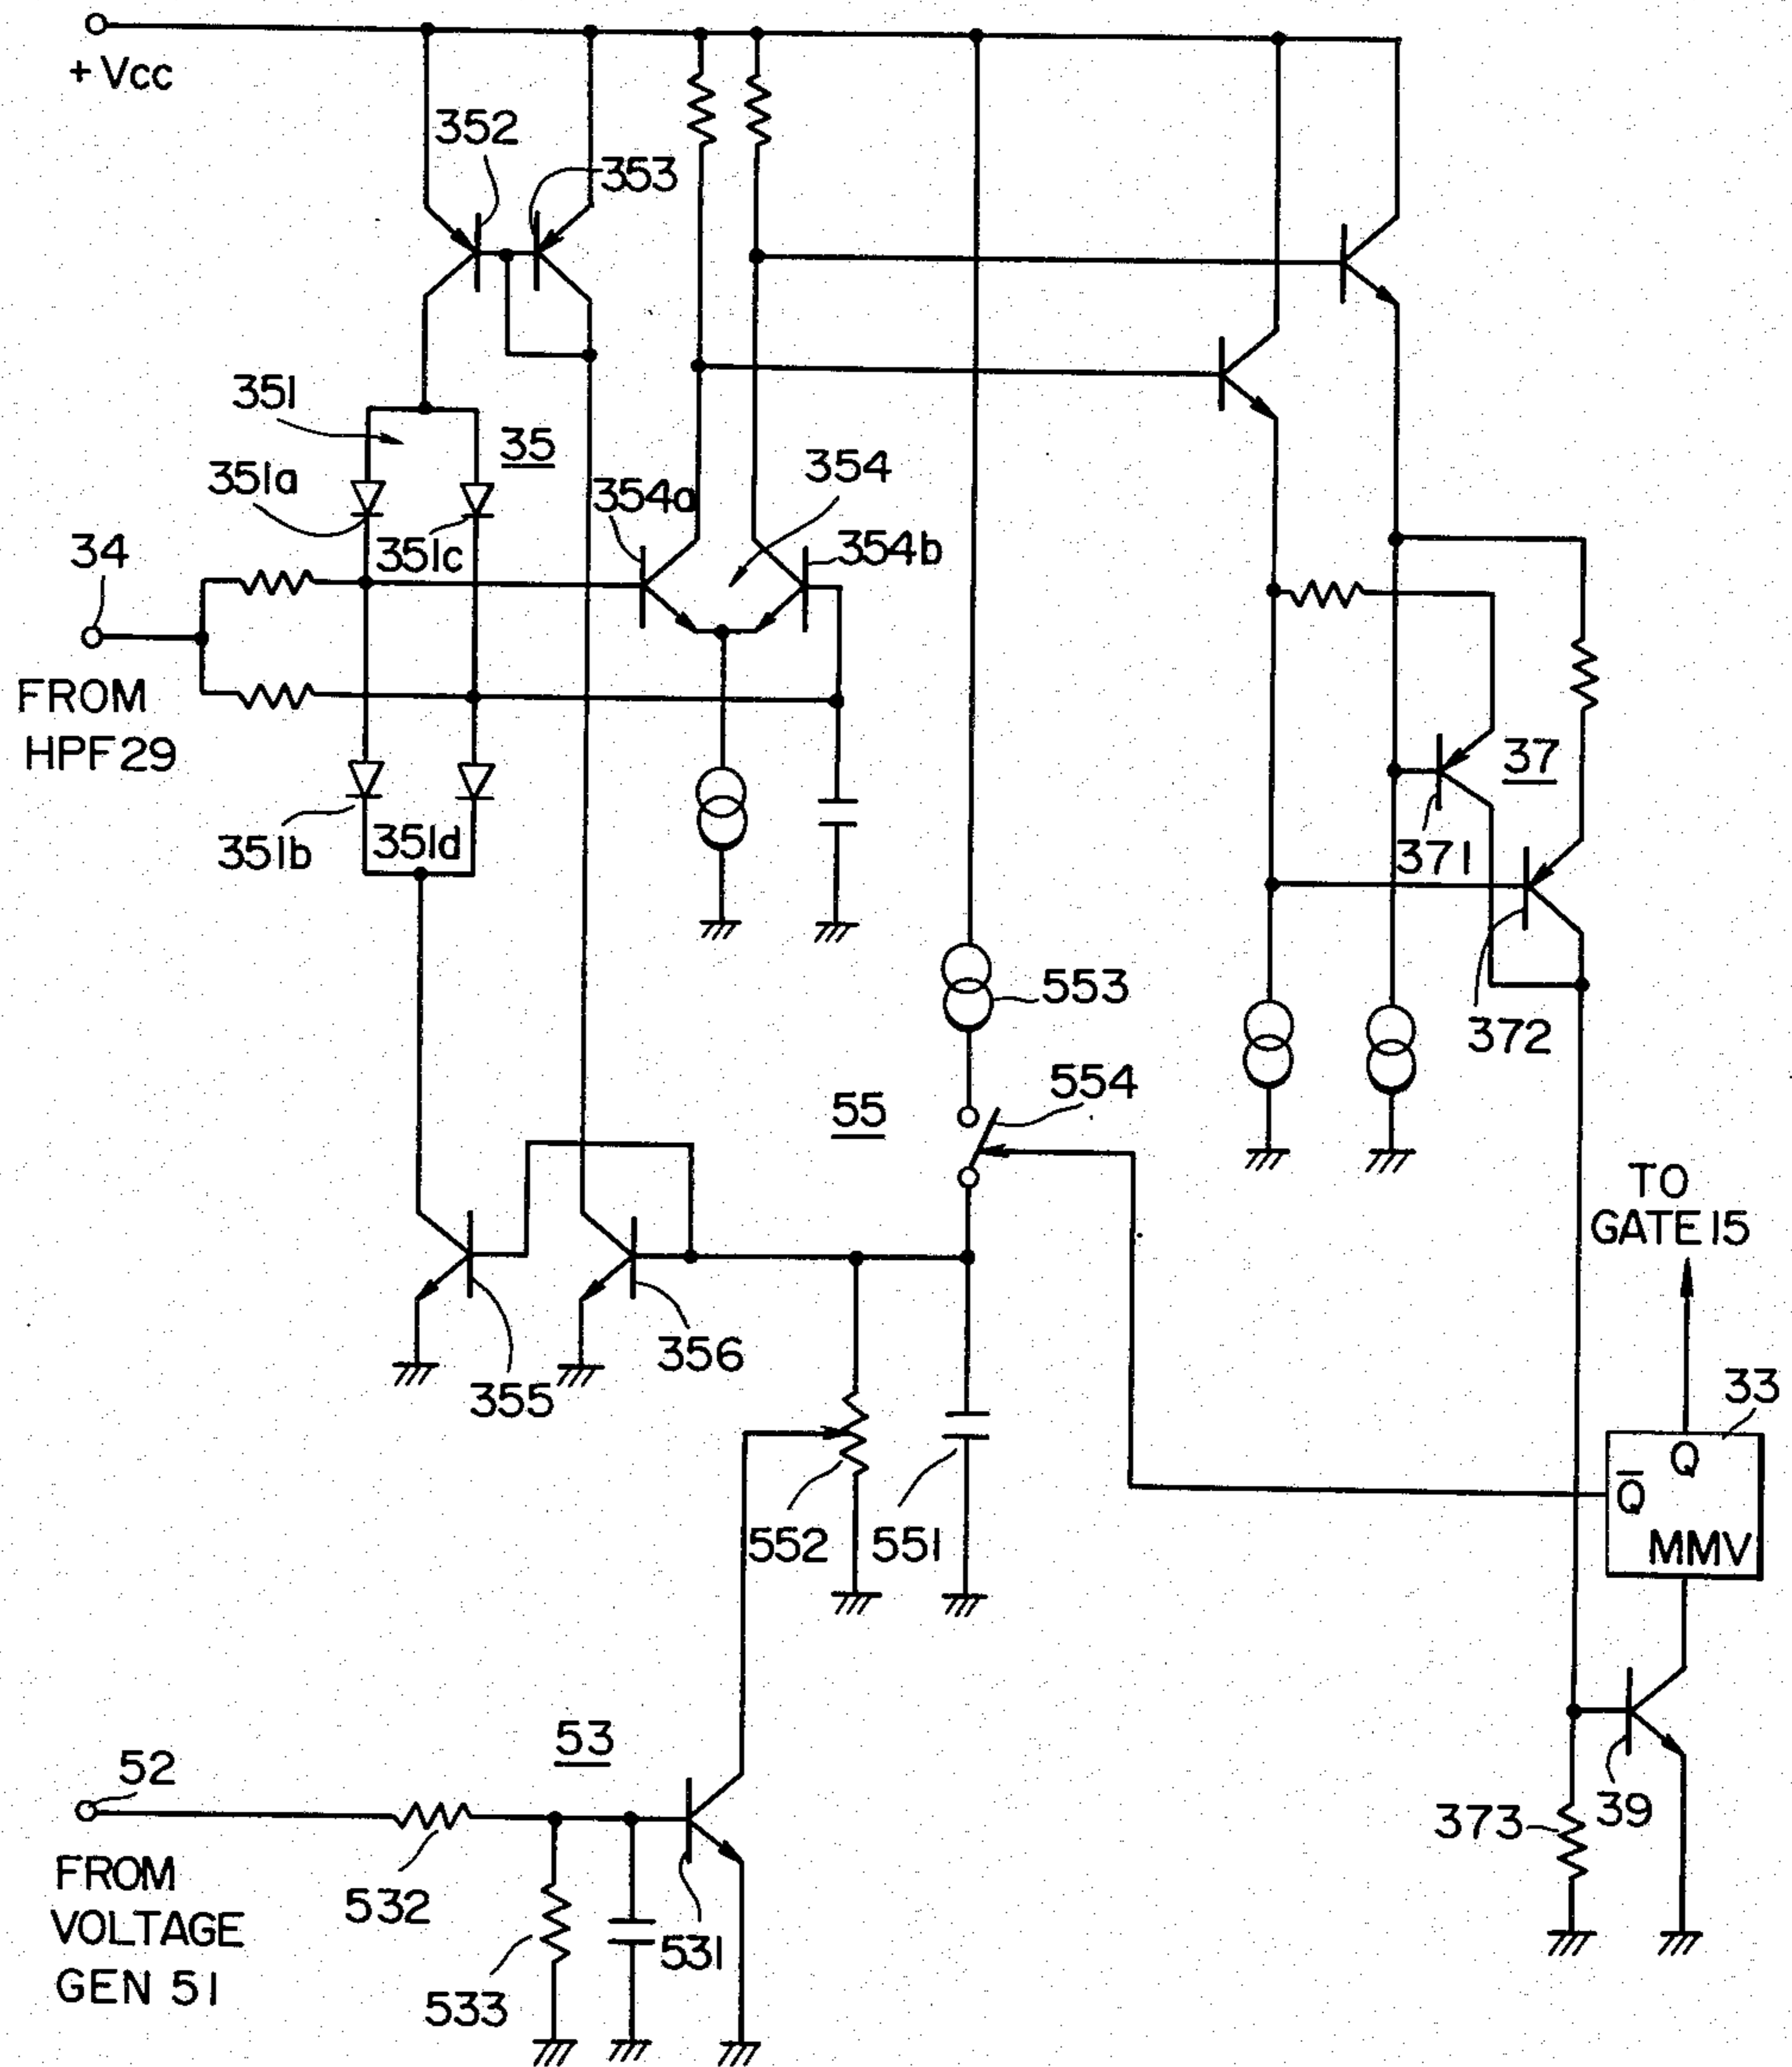 + Vcc
352
353
351
35
351a
354a
354
351c
354b
34
FROM
HPF 29
37
351b
351d
371
553
372
554
55
TO
GATE 15
356
355
33
Q
Q̅
552
551
MMV
53
52
373
39
FROM
VOLTAGE
GEN 51
532
531
533